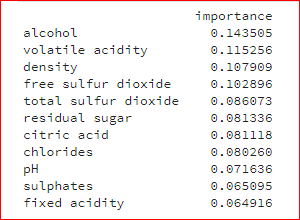 importance
alcohol 0.143505
volatile acidity 0.115256
density 0.107909
free sulfur dioxide 0.102896
total sulfur dioxide 0.086073
residual sugar 0.081336
citric acid 0.081118
chlorides 0.080260
pH 0.071636
sulphates 0.065095
fixed acidity 0.064916